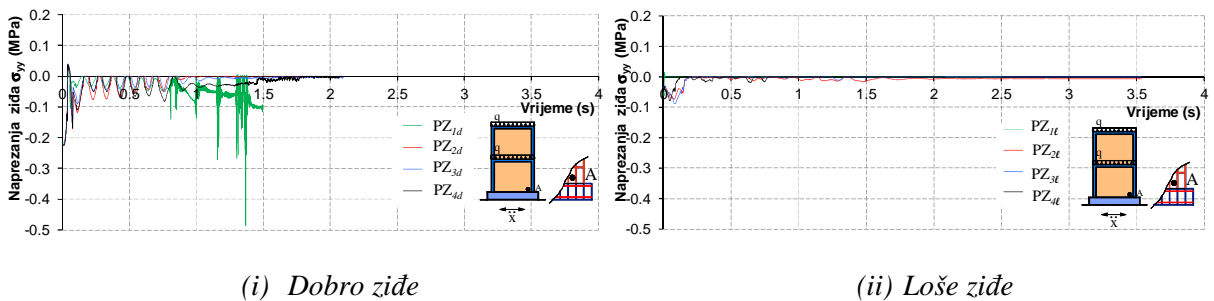 Naprezanja ziđa σyy (MPa)
0.2
0.1
0.0
-0.1
-0.2
-0.3
-0.4
-0.5
0 0.5 1 1.5 2 2.5 3 3.5 4
Vrijeme (s)
PZ1d
PZ2d
PZ3d
PZ4d
q
q
A
ẍ
A
(i) Dobro ziđe
Naprezanja ziđa σyy (MPa)
0.2
0.1
0.0
-0.1
-0.2
-0.3
-0.4
-0.5
0 0.5 1 1.5 2 2.5 3 3.5 4
Vrijeme (s)
PZ1ℓ
PZ2ℓ
PZ3ℓ
PZ4ℓ
q
q
A
ẍ
A
(ii) Loše ziđe